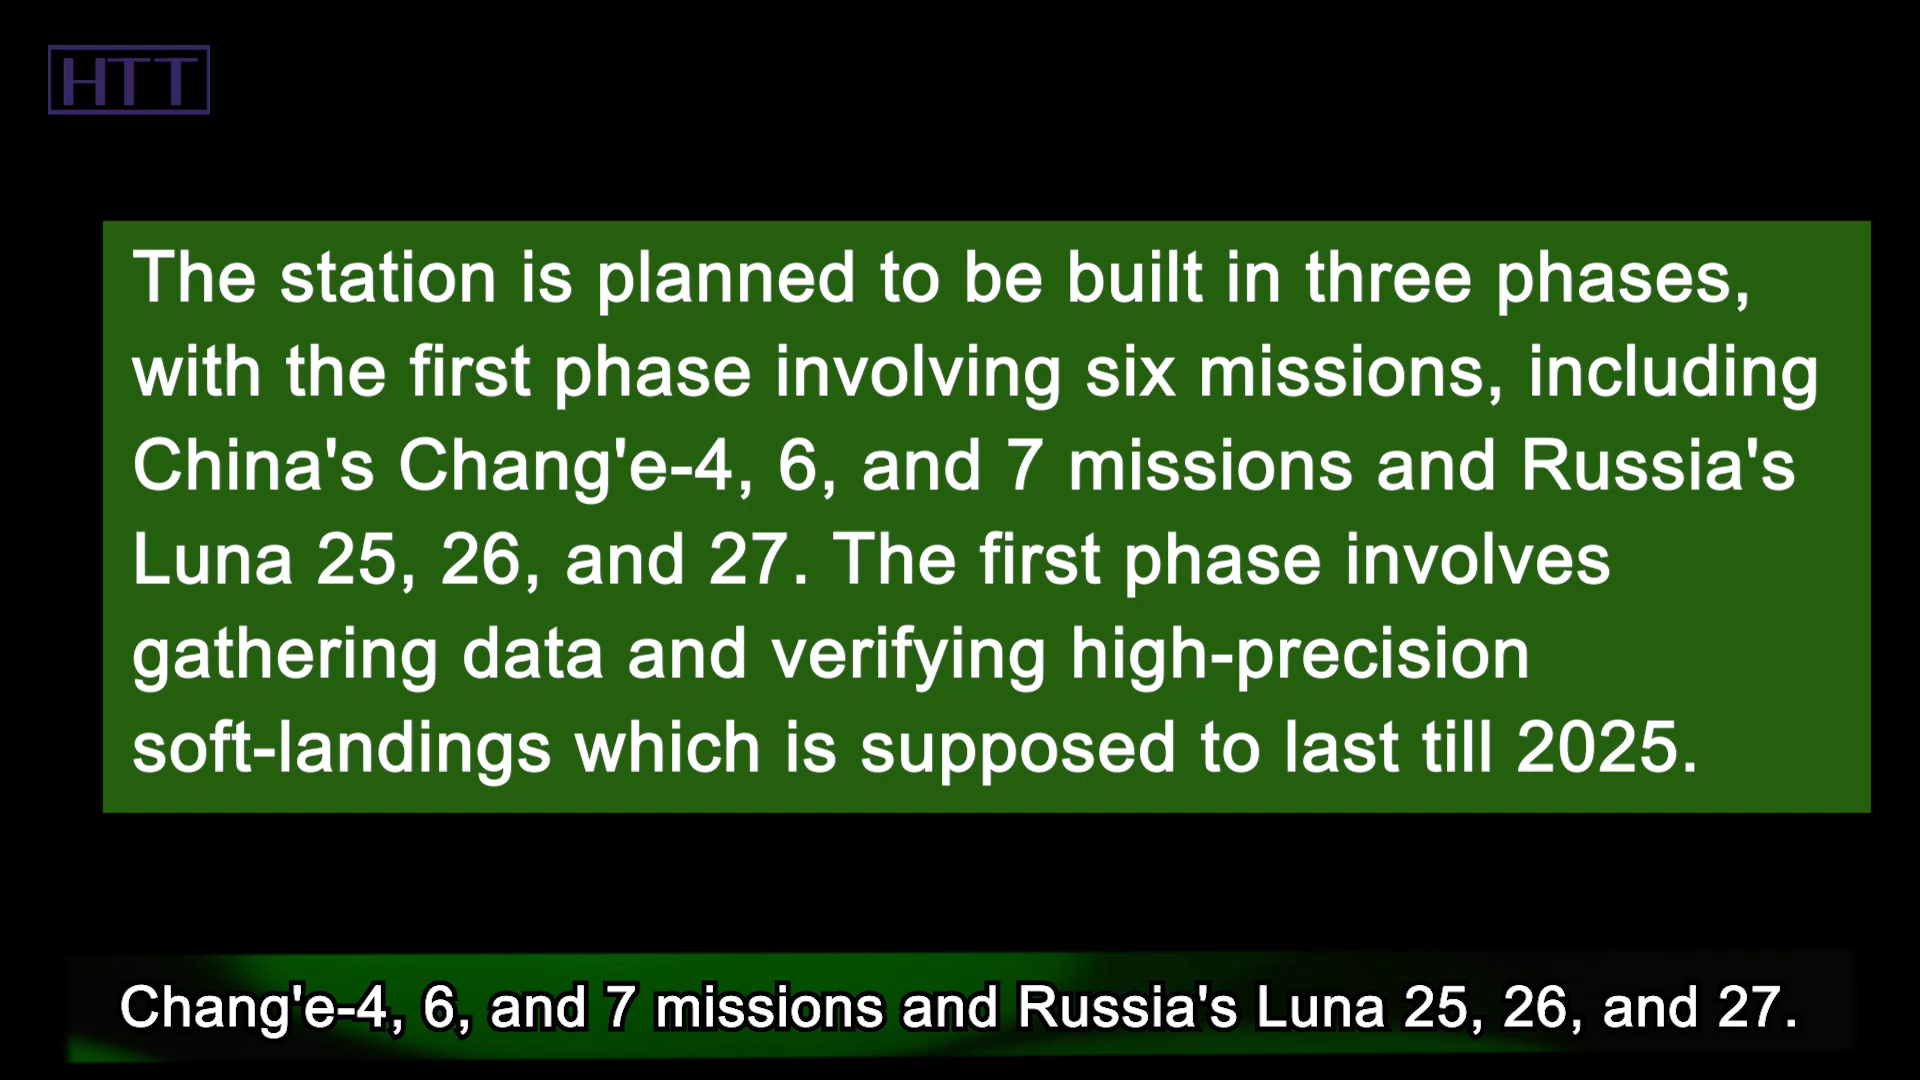 HTT
The station is planned to be built in three phases,
with the first phase involving six missions, including
China's Chang'e-4, 6, and 7 missions and Russia's
Luna 25, 26, and 27. The first phase involves
gathering data and verifying high-precision
soft-landings which is supposed to last till 2025.
Chang'e-4, 6, and 7 missions and Russia's Luna 25, 26, and 27.